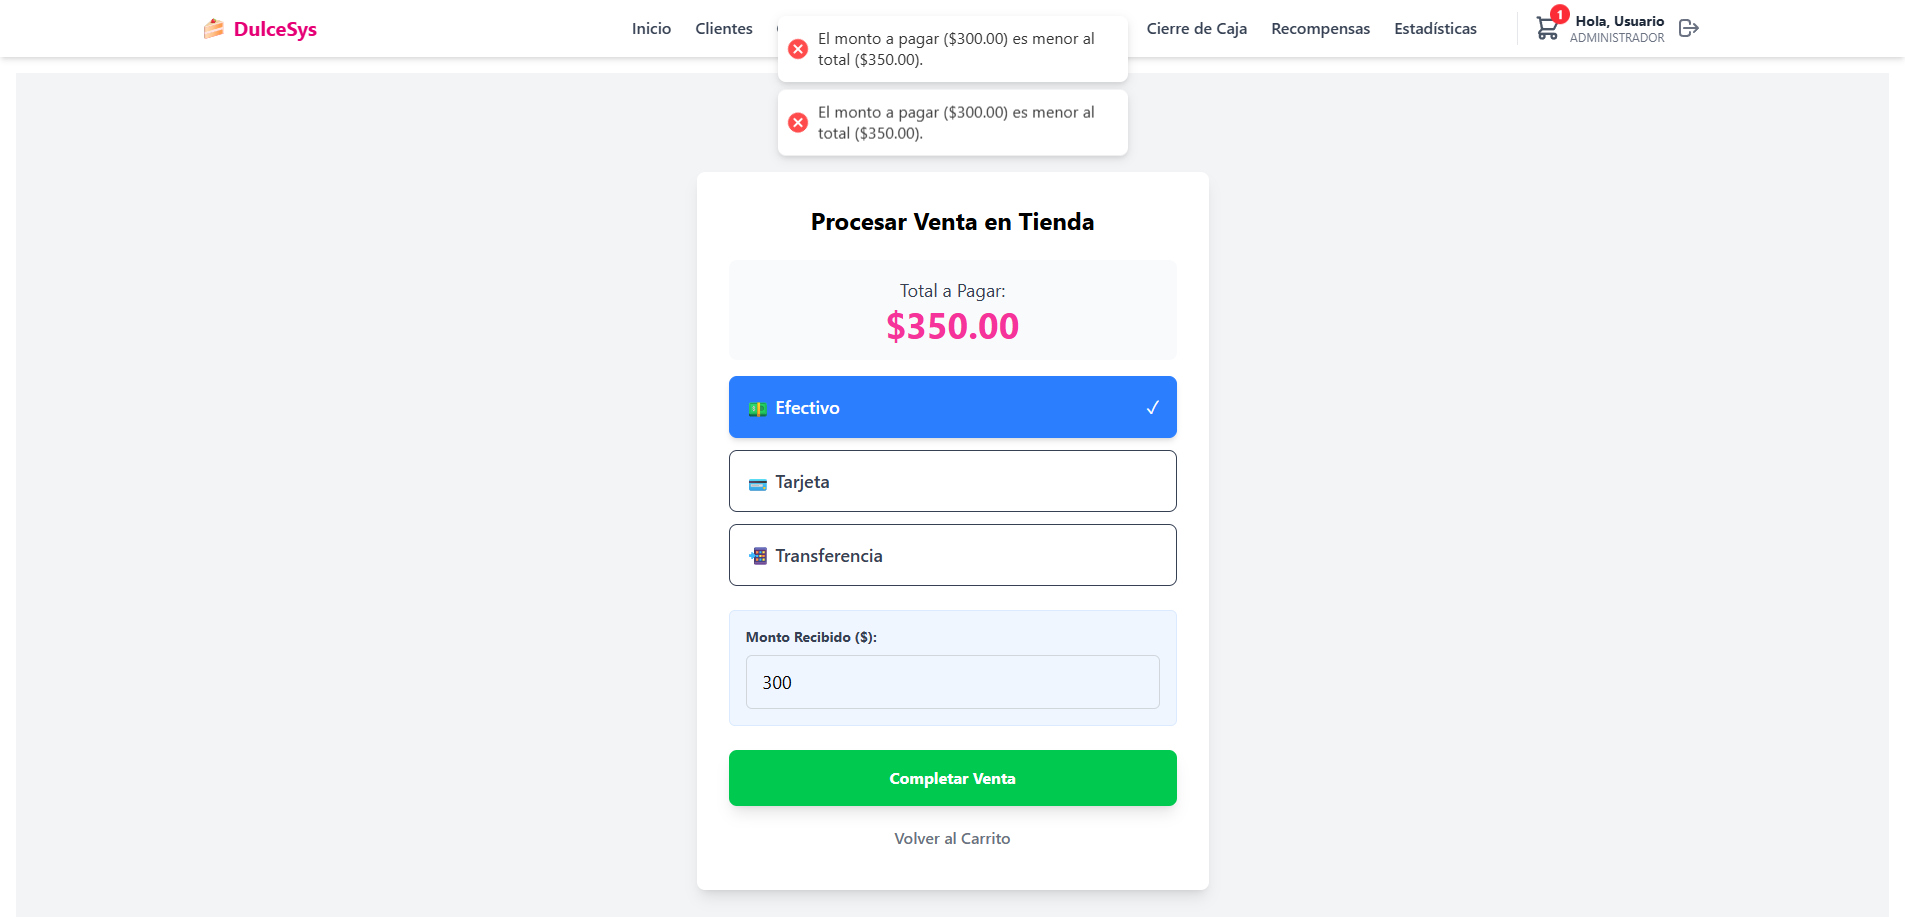 DulceSys
Inicio
Clientes
Cierre de Caja
Recompensas
Estadísticas
1
Hola, Usuario
ADMINISTRADOR
El monto a pagar ($300.00) es menor al
total ($350.00).
El monto a pagar ($300.00) es menor al
total ($350.00).
Procesar Venta en Tienda
Total a Pagar:
$350.00
Efectivo ✓
Tarjeta
Transferencia
Monto Recibido ($):
300
Completar Venta
Volver al Carrito